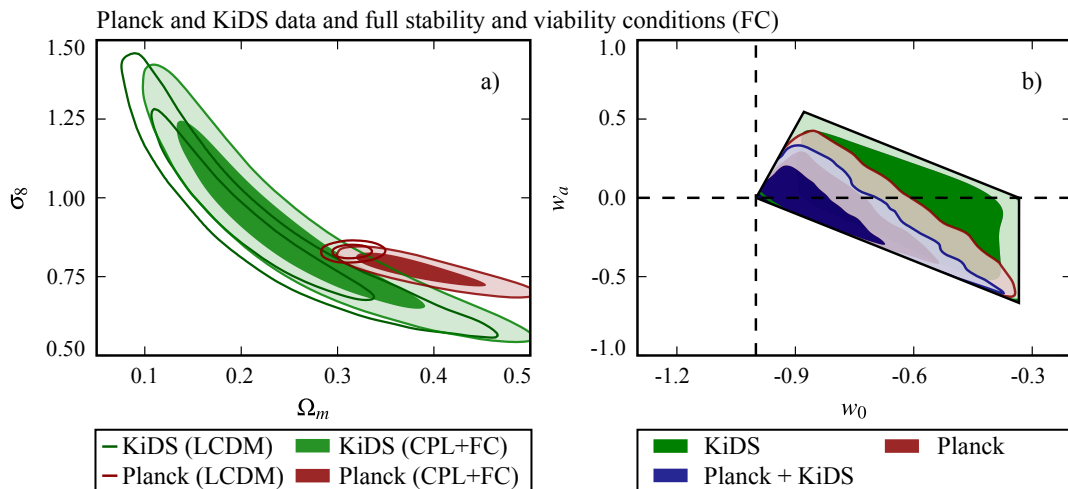 Planck and KiDS data and full stability and viability conditions (FC)
a)
1.50
1.25
1.00
0.75
0.50
σ8
0.1 0.2 0.3 0.4 0.5
Ωm
KiDS (LCDM) KiDS (CPL+FC)
Planck (LCDM) Planck (CPL+FC)
b)
1.0
0.5
0.0
-0.5
-1.0
wa
-1.2 -0.9 -0.6 -0.3
w0
KiDS Planck
Planck + KiDS